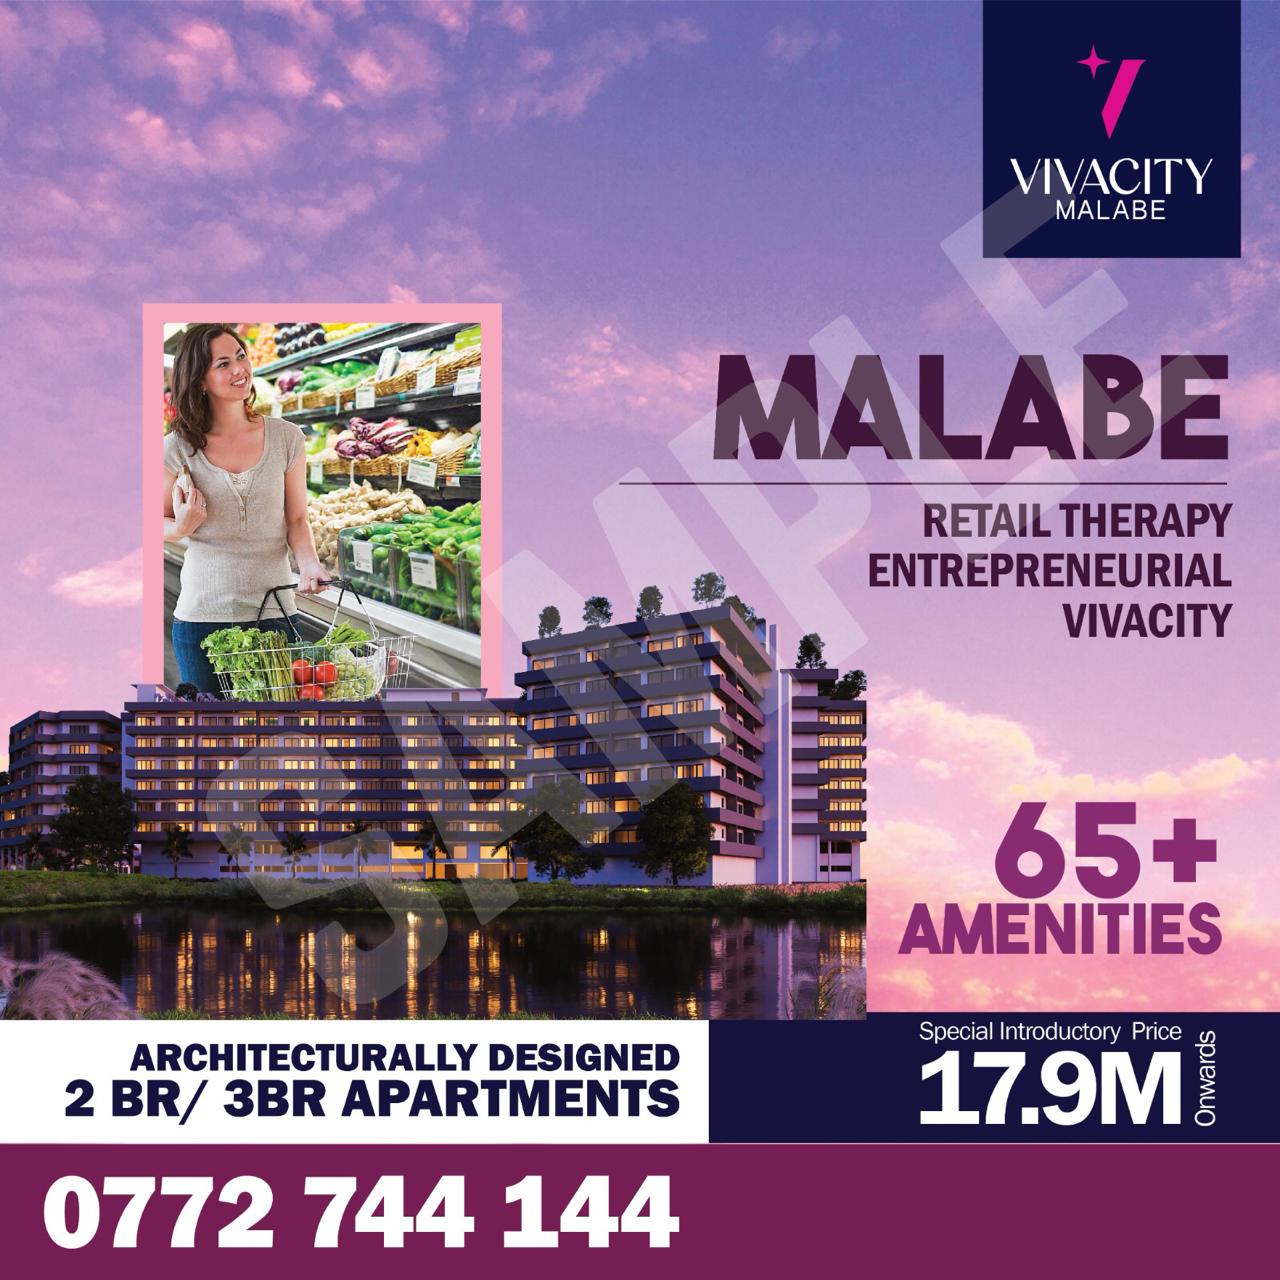 VIVACITY
MALABE
MALABE
RETAIL THERAPY
ENTREPRENEURIAL
VIVACITY
65+
AMENITIES
SAMPLE
ARCHITECTURALLY DESIGNED
2 BR/ 3BR APARTMENTS
Special Introductory Price
17.9M
Onwards
0772 744 144